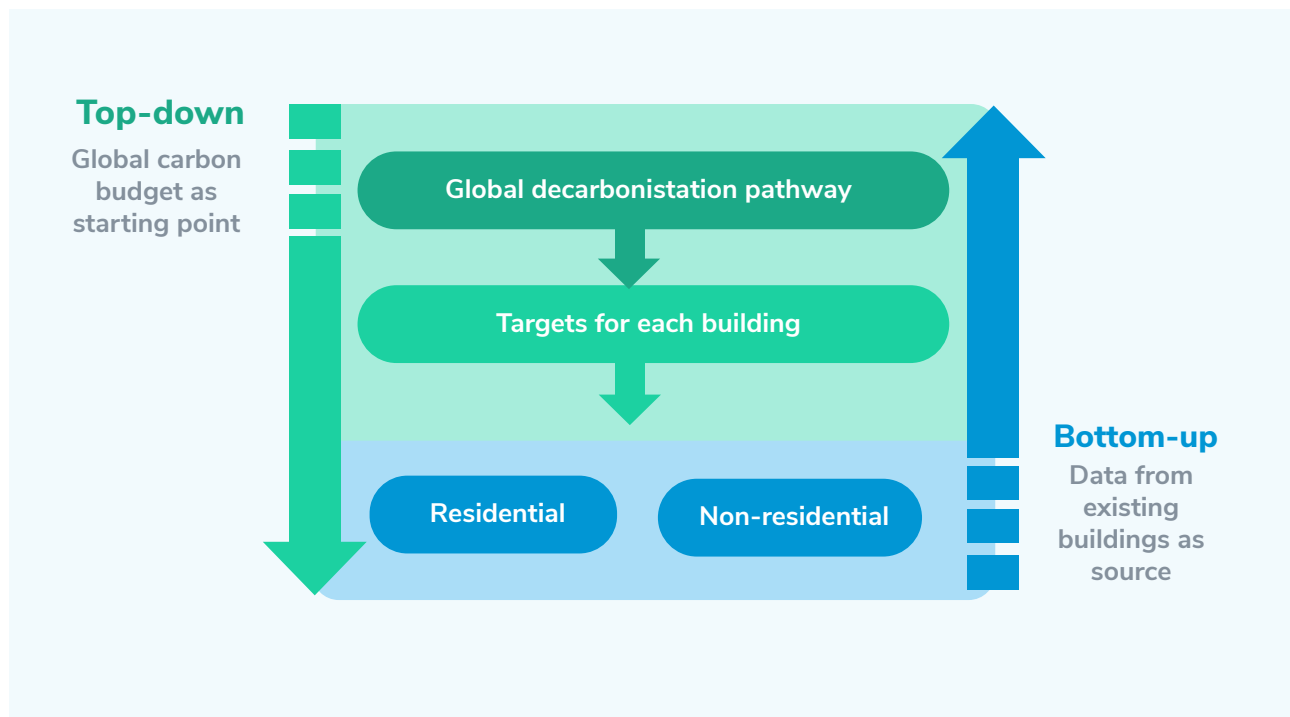 Top-down
Global carbon
budget as
starting point
Global decarbonistation pathway
Targets for each building
Residential
Non-residential
Bottom-up
Data from
existing
buildings as
source